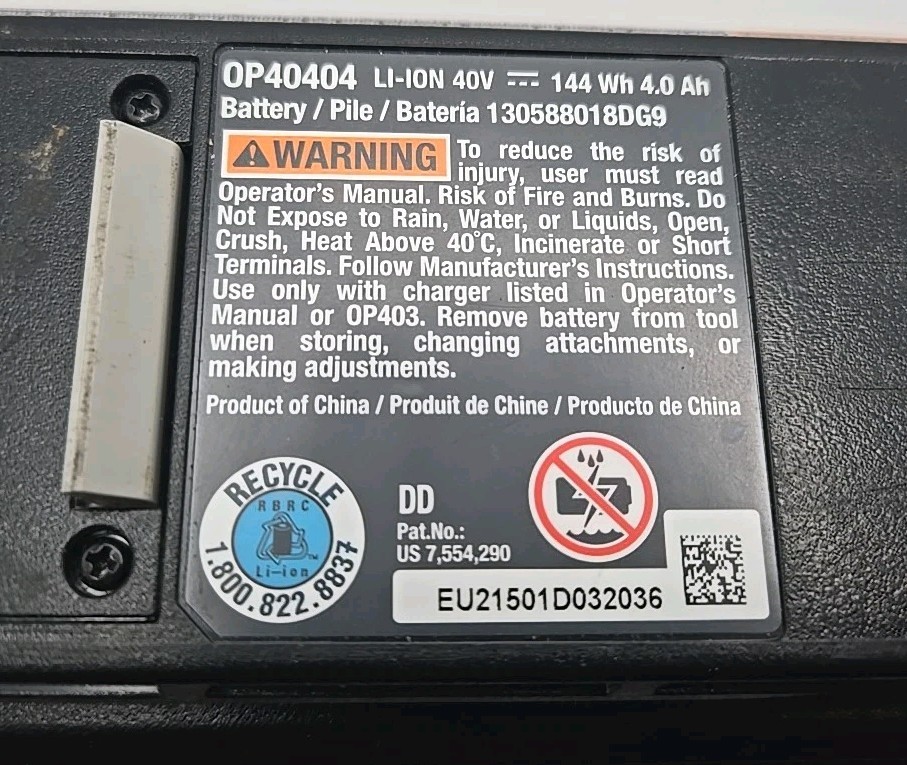 OP40404 LI-ION 40V ⎓ 144 Wh 4.0 Ah
Battery / Pile / Batería 130588018DG9
WARNING To reduce the risk of
injury, user must read
Operator's Manual. Risk of Fire and Burns. Do
Not Expose to Rain, Water, or Liquids, Open,
Crush, Heat Above 40°C, Incinerate or Short
Terminals. Follow Manufacturer's Instructions.
Use only with charger listed in Operator's
Manual or OP403. Remove battery from tool
when storing, changing attachments, or
making adjustments.
Product of China / Produit de Chine / Producto de China
RECYCLE
RBRC
TM
Li-ion
1.800.822.8837
DD
Pat.No.:
US 7,554,290
EU21501D032036